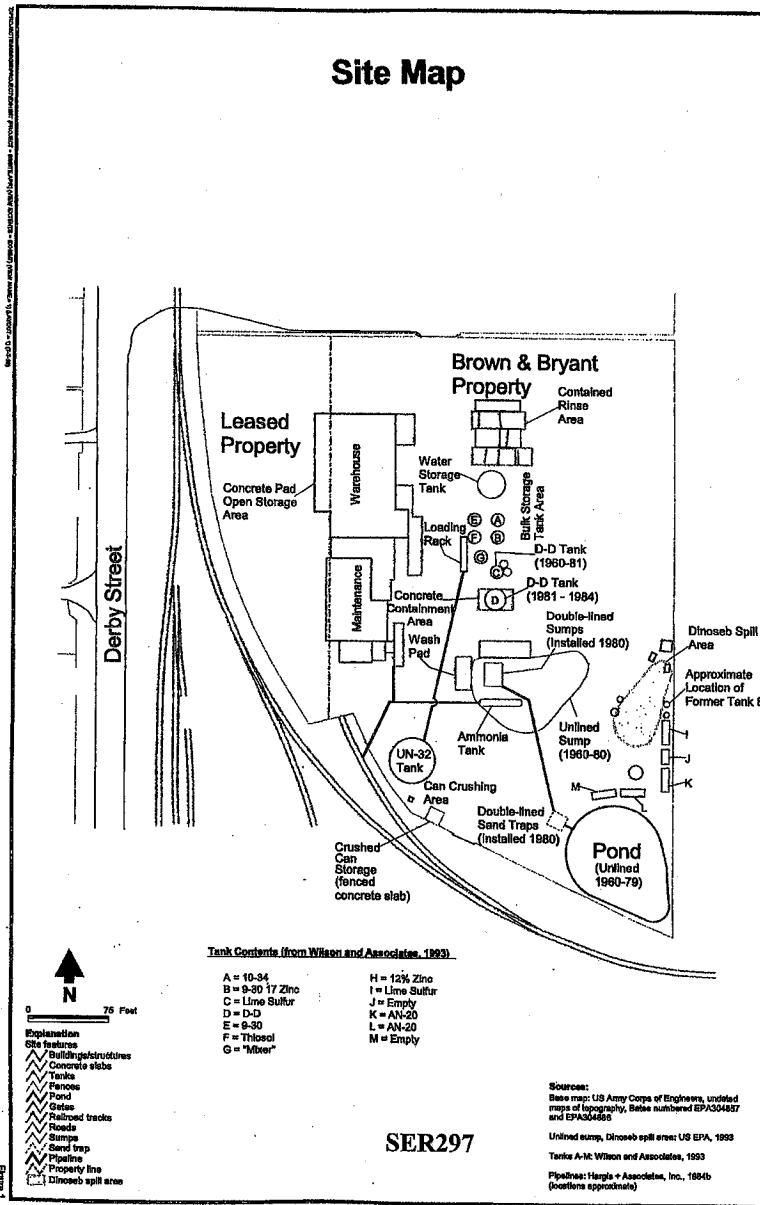 Site Map
Brown & Bryant
Property
Contained
Rinse
Area
Leased
Property
Water
Storage
Tank
Warehouse
Concrete Pad
Open Storage
Area
Bulk Storage
Tank Area
E
A
F
B
Loading
Rack
G
D-D Tank
(1960-81)
C
D-D Tank
(1981 - 1984)
D
Maintenance
Concrete
Containment
Area
Derby Street
Double-lined
Sumps
(Installed 1980)
Dinoseb Spill
Area
Wash
Pad
Approximate
Location of
Former Tank 8
Unlined
Sump
(1960-80)
Ammonia
Tank
I
UN-32
Tank
J
K
M
L
Can Crushing
Area
Double-lined
Sand Traps
(Installed 1980)
Crushed
Can
Storage
(fenced
concrete slab)
Pond
(Unlined
1960-79)
Tank Contents (from Wilson and Associates, 1993)
A = 10-34
B = 9-30 17 Zinc
C = Lime Sulfur
D = D-D
E = 9-30
F = Thiosol
G = "Mixer"
H = 12% Zinc
I = Lime Sulfur
J = Empty
K = AN-20
L = AN-20
M = Empty
N
0 75 Feet
Explanation
Site features
Buildings/structures
Concrete slabs
Tanks
Fences
Pond
Gates
Railroad tracks
Roads
Sumps
Sand trap
Pipeline
Property line
Dinoseb spill area
Sources:
Base map: US Army Corps of Engineers, undated
maps of topography, Bates numbered EPA304887
and EPA304886
Unlined sump, Dinoseb spill area: US EPA, 1993
Tanks A-M: Wilson and Associates, 1993
Pipelines: Hargis + Associates, Inc., 1984b
(locations approximate)
SER297
Figure 1